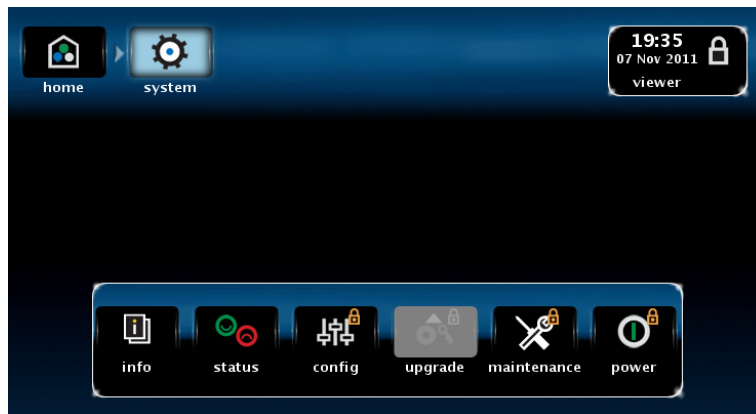 home
system
19:35
07 Nov 2011
viewer
info
status
config
upgrade
maintenance
power